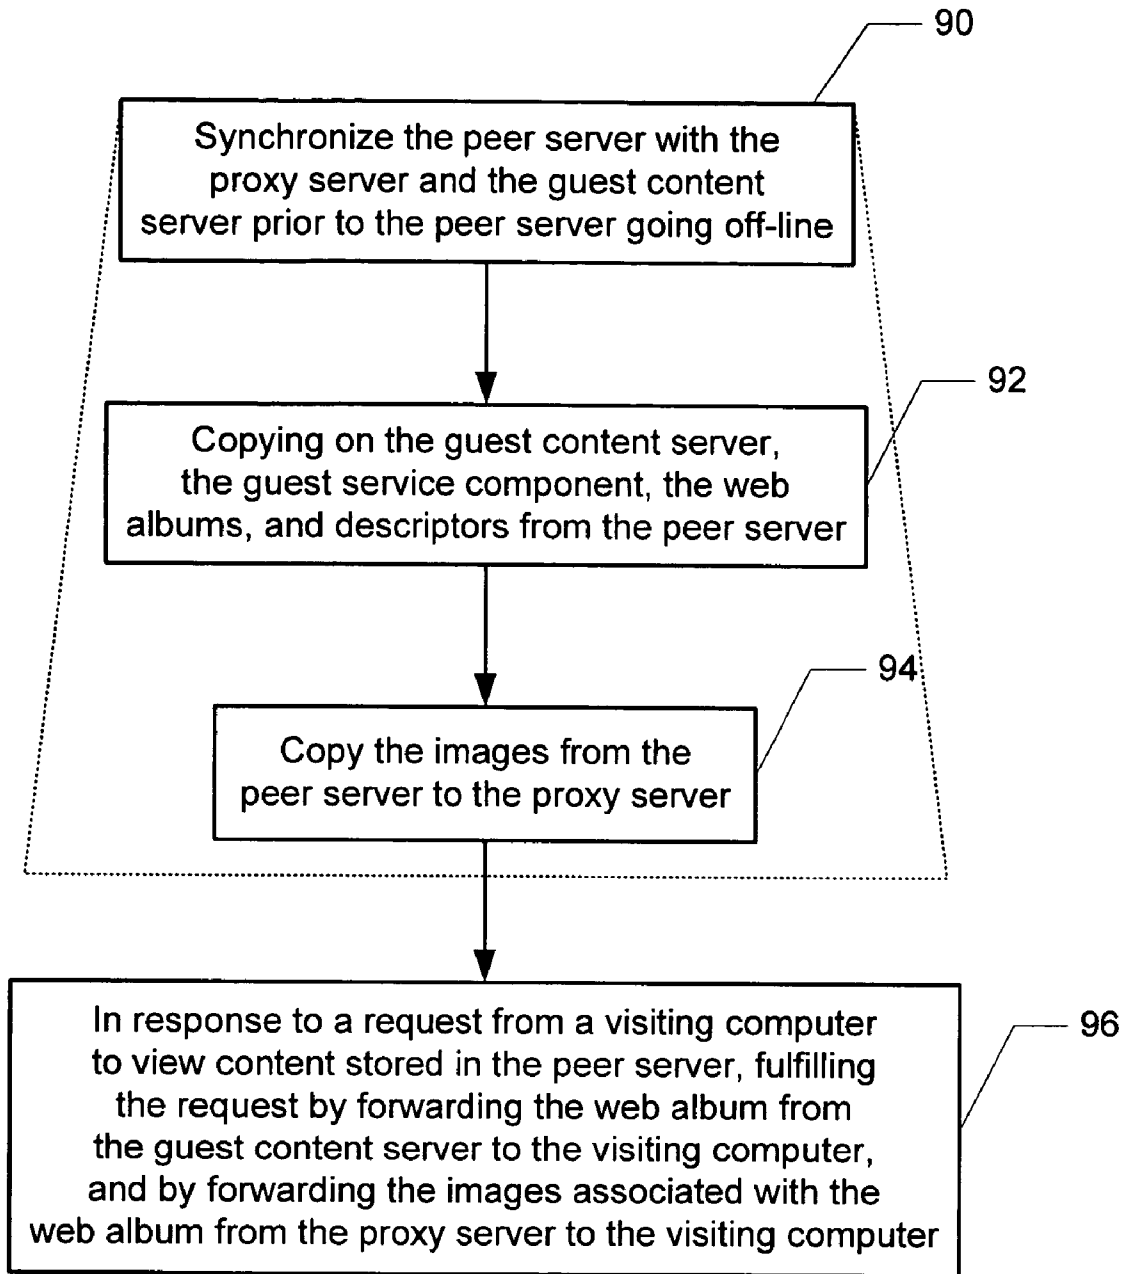 90
Synchronize the peer server with the
proxy server and the guest content
server prior to the peer server going off-line
92
Copying on the guest content server,
the guest service component, the web
albums, and descriptors from the peer server
94
Copy the images from the
peer server to the proxy server
96
In response to a request from a visiting computer
to view content stored in the peer server, fulfilling
the request by forwarding the web album from
the guest content server to the visiting computer,
and by forwarding the images associated with the
web album from the proxy server to the visiting computer